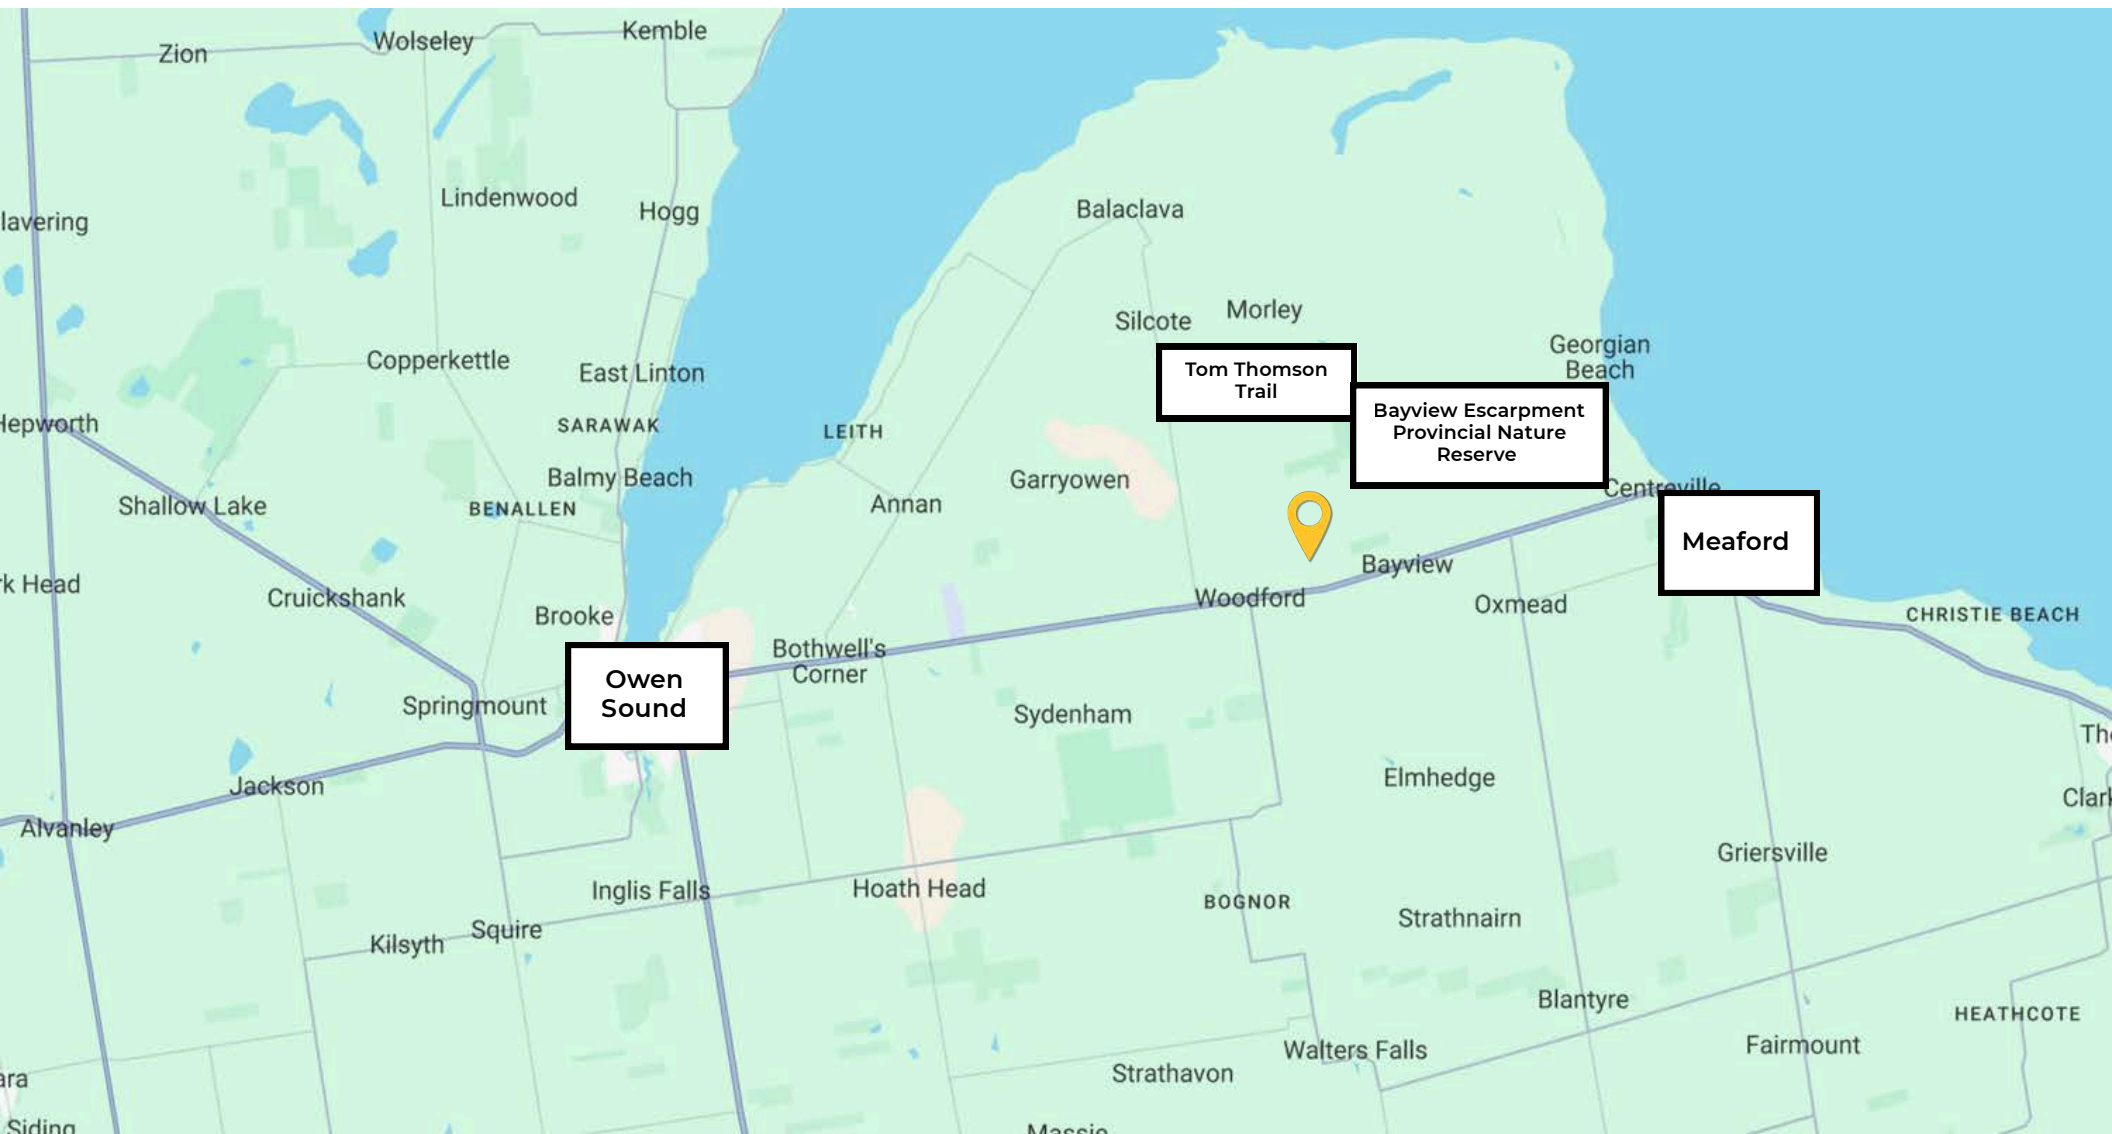 Zion
Wolseley
Kemble
Lindenwood
Hogg
lavering
Balaclava
Silcote
Morley
Georgian
Beach
Copperkettle
East Linton
Tom Thomson
Trail
Bayview Escarpment
Provincial Nature
Reserve
Hepworth
SARAWAK
LEITH
Balmy Beach
Garryowen
Centreville
Shallow Lake
BENALLEN
Annan
Meaford
rk Head
Cruickshank
Bayview
Woodford
Oxmead
Brooke
CHRISTIE BEACH
Bothwell's
Corner
Owen
Sound
Springmount
Sydenham
Jackson
Elmhedge
Clark
Alvanley
Griersville
Inglis Falls
Hoath Head
BOGNOR
Strathnairn
Squire
Kilsyth
Blantyre
HEATHCOTE
Walters Falls
Fairmount
Strathavon
ara
Siding
Massie